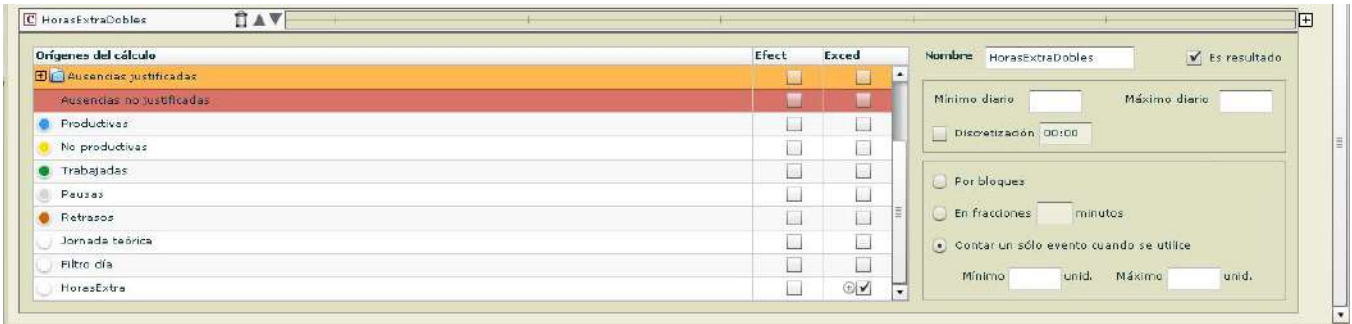 C HorasExtraDobles
Orígenes del cálculo Efect Exced
Ausencias justificadas
Ausencias no justificadas
Productivas
No productivas
Trabajadas
Pausas
Retrasos
Jornada teórica
Filtro día
HorasExtra
Nombre HorasExtraDobles Es resultado
Mínimo diario Máximo diario
Discretización 00:00
Por bloques
En fracciones minutos
Contar un sólo evento cuando se utilice
Mínimo unid. Máximo unid.